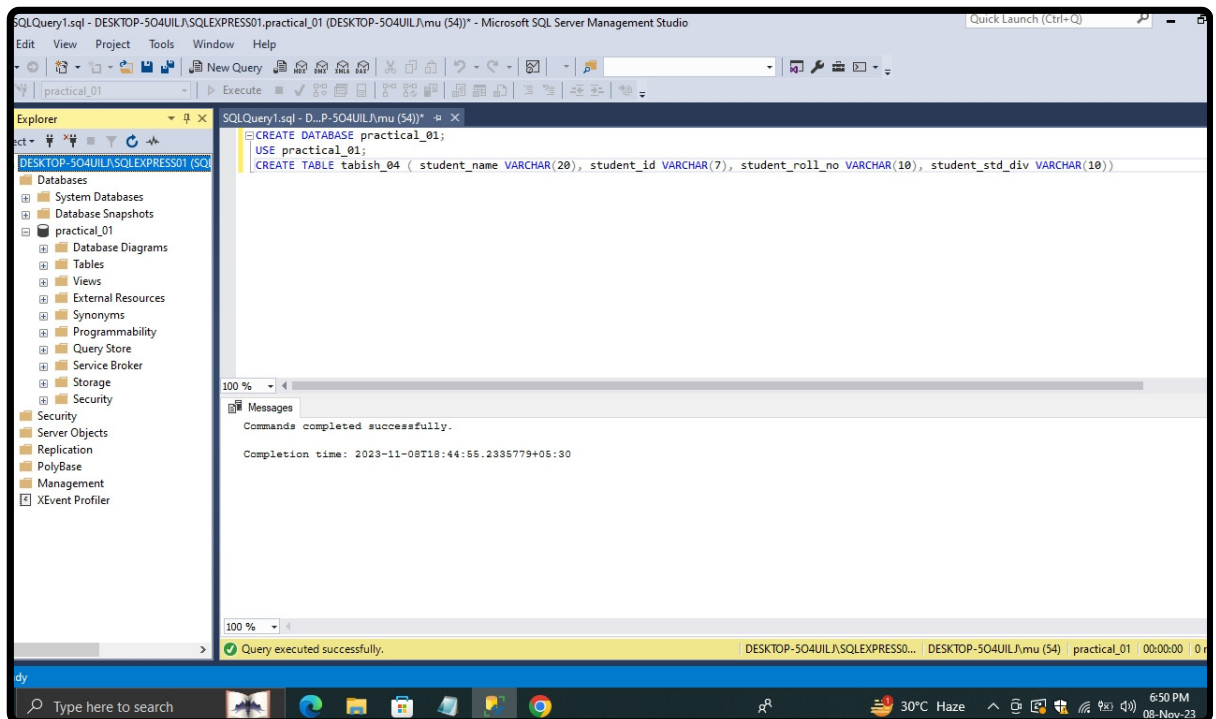 SQLQuery1.sql - DESKTOP-5O4UILJ\SQLEXPRESS01.practical_01 (DESKTOP-5O4UILJ\mu (54))* - Microsoft SQL Server Management Studio
Quick Launch (Ctrl+Q)
Edit View Project Tools Window Help
New Query
practical_01
Execute
Explorer
SQLQuery1.sql - D...P-5O4UILJ\mu (54))*
CREATE DATABASE practical_01;
USE practical_01;
CREATE TABLE tabish_04 ( student_name VARCHAR(20), student_id VARCHAR(7), student_roll_no VARCHAR(10), student_std_div VARCHAR(10))
ect
DESKTOP-5O4UILJ\SQLEXPRESS01 (SQL
Databases
System Databases
Database Snapshots
practical_01
Database Diagrams
Tables
Views
External Resources
Synonyms
Programmability
Query Store
Service Broker
Storage
Security
Security
Server Objects
Replication
PolyBase
Management
XEvent Profiler
100 %
Messages
Commands completed successfully.
Completion time: 2023-11-08T18:44:55.2335779+05:30
100 %
Query executed successfully.
DESKTOP-5O4UILJ\SQLEXPRESS0... DESKTOP-5O4UILJ\mu (54) practical_01 00:00:00 0
dy
Type here to search
30°C Haze
6:50 PM
08-Nov-23